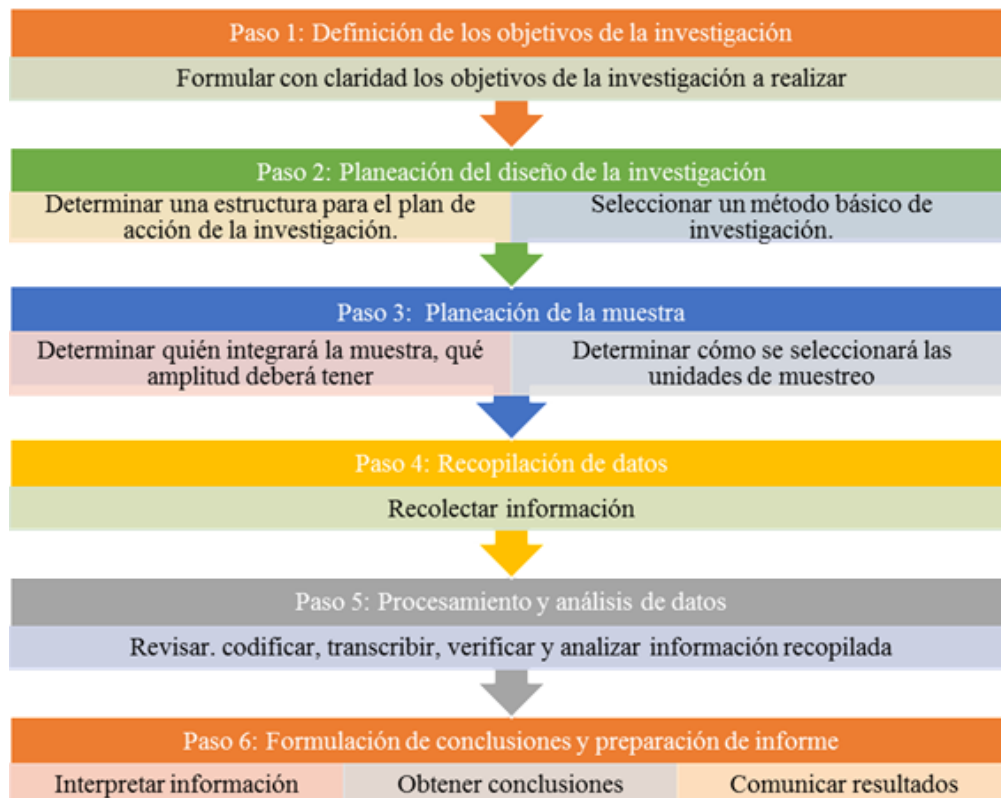 Paso 1: Definición de los objetivos de la investigación
Formular con claridad los objetivos de la investigación a realizar
Paso 2: Planeación del diseño de la investigación
Determinar una estructura para el plan de
acción de la investigación.
Seleccionar un método básico de
investigación.
Paso 3: Planeación de la muestra
Determinar quién integrará la muestra, qué
amplitud deberá tener
Determinar cómo se seleccionará las
unidades de muestreo
Paso 4: Recopilación de datos
Recolectar información
Paso 5: Procesamiento y análisis de datos
Revisar. codificar, transcribir, verificar y analizar información recopilada
Paso 6: Formulación de conclusiones y preparación de informe
Interpretar información
Obtener conclusiones
Comunicar resultados